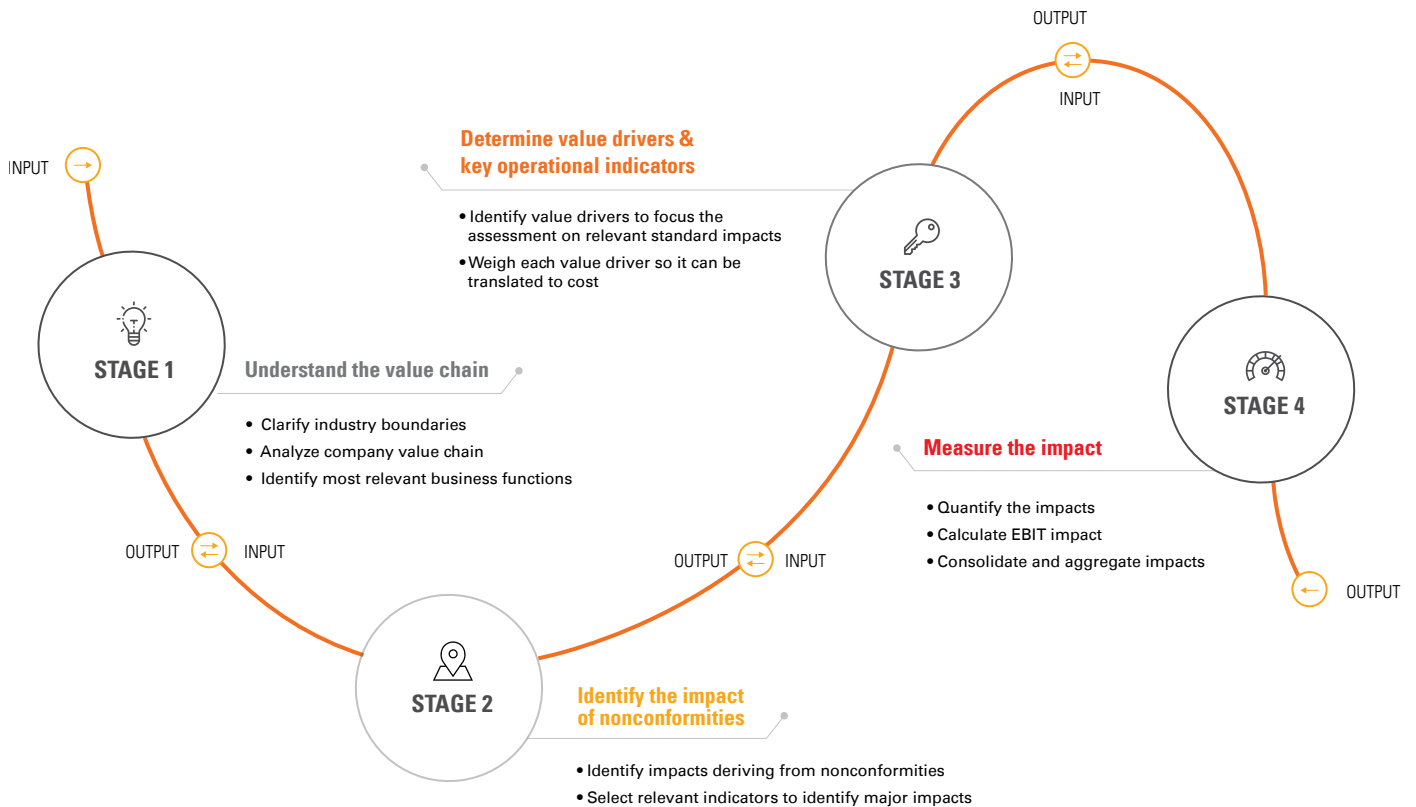 INPUT
STAGE 1
Understand the value chain
• Clarify industry boundaries
• Analyze company value chain
• Identify most relevant business functions
OUTPUT
INPUT
STAGE 2
Identify the impact
of nonconformities
• Identify impacts deriving from nonconformities
• Select relevant indicators to identify major impacts
OUTPUT
INPUT
Determine value drivers &
key operational indicators
• Identify value drivers to focus the
assessment on relevant standard impacts
• Weigh each value driver so it can be
translated to cost
STAGE 3
OUTPUT
INPUT
STAGE 4
Measure the impact
• Quantify the impacts
• Calculate EBIT impact
• Consolidate and aggregate impacts
OUTPUT